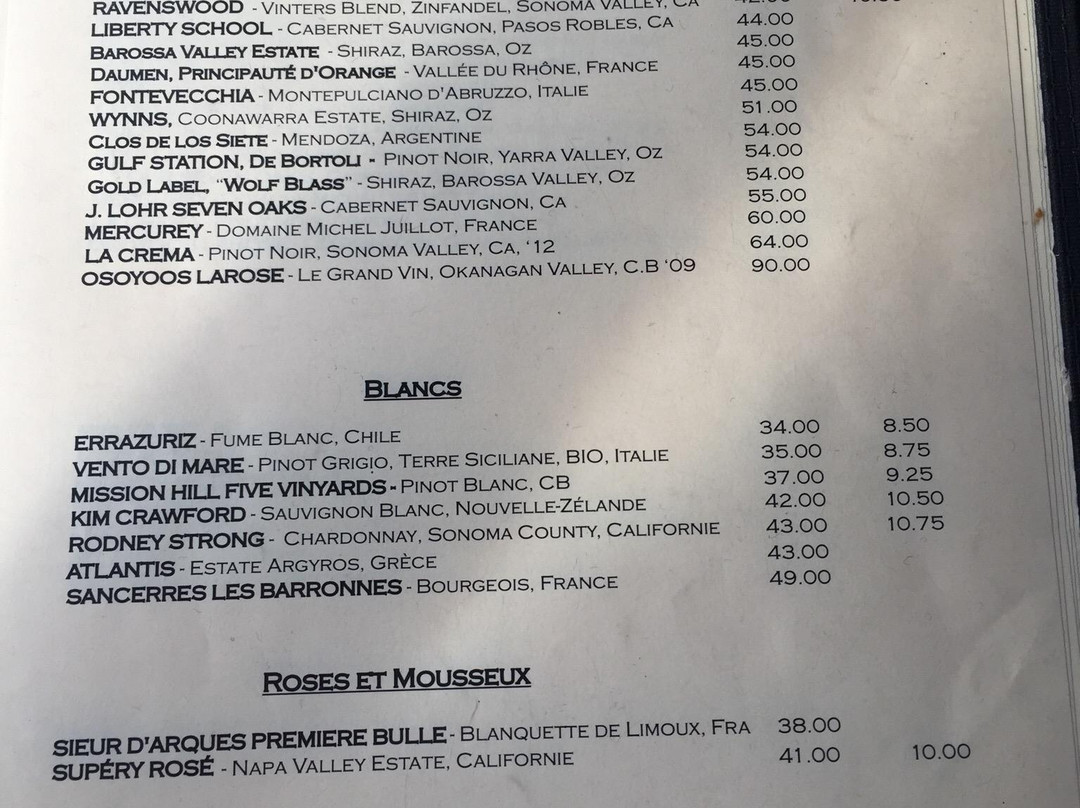 RAVENSWOOD - VINTERS BLEND, ZINFANDEL, SONOMA VALLEY, CA
LIBERTY SCHOOL - CABERNET SAUVIGNON, PASOS ROBLES, CA 44.00
BAROSSA VALLEY ESTATE - SHIRAZ, BAROSSA, OZ 45.00
DAUMEN, PRINCIPAUTÉ D'ORANGE - VALLÉE DU RHÔNE, FRANCE 45.00
FONTEVECCHIA - MONTEPULCIANO D'ABRUZZO, ITALIE 45.00
WYNNS, COONAWARRA ESTATE, SHIRAZ, OZ 51.00
CLOS DE LOS SIETE - MENDOZA, ARGENTINE 54.00
GULF STATION, DE BORTOLI - PINOT NOIR, YARRA VALLEY, OZ 54.00
GOLD LABEL, "WOLF BLASS" - SHIRAZ, BAROSSA VALLEY, OZ 54.00
J. LOHR SEVEN OAKS - CABERNET SAUVIGNON, CA 55.00
MERCUREY - DOMAINE MICHEL JUILLOT, FRANCE 60.00
LA CREMA - PINOT NOIR, SONOMA VALLEY, CA, '12 64.00
OSOYOOS LAROSE - LE GRAND VIN, OKANAGAN VALLEY, C.B '09 90.00
BLANCS
ERRAZURIZ - FUME BLANC, CHILE 34.00 8.50
VENTO DI MARE - PINOT GRIGIO, TERRE SICILIANE, BIO, ITALIE 35.00 8.75
MISSION HILL FIVE VINYARDS - PINOT BLANC, CB 37.00 9.25
KIM CRAWFORD - SAUVIGNON BLANC, NOUVELLE-ZÉLANDE 42.00 10.50
RODNEY STRONG - CHARDONNAY, SONOMA COUNTY, CALIFORNIE 43.00 10.75
ATLANTIS - ESTATE ARGYROS, GRÈCE 43.00
SANCERRES LES BARRONNES - BOURGEOIS, FRANCE 49.00
ROSES ET MOUSSEUX
SIEUR D'ARQUES PREMIERE BULLE - BLANQUETTE DE LIMOUX, FRA 38.00
SUPÉRY ROSÉ - NAPA VALLEY ESTATE, CALIFORNIE 41.00 10.00